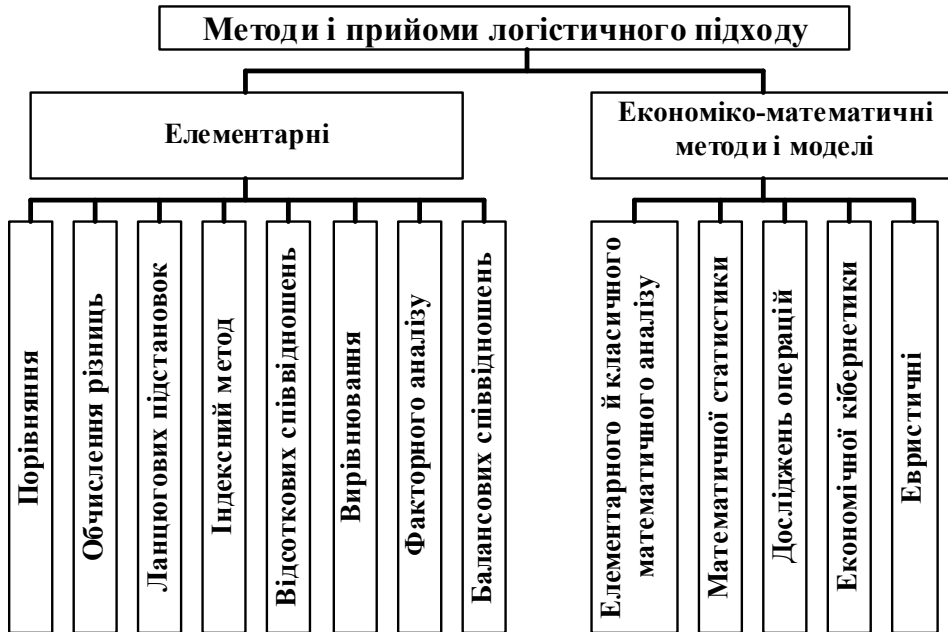 Методи і прийоми логістичного підходу
Елементарні
Економіко-математичні
методи і моделі
Порівняння
Обчислення різниць
Ланцюгових підстановок
Індексний метод
Відсоткових співвідношень
Вирівнювання
Факторного аналізу
Балансових співвідношень
Елементарного й класичного
математичного аналізу
Математичної статистики
Досліджень операцій
Економічної кібернетики
Евристичні